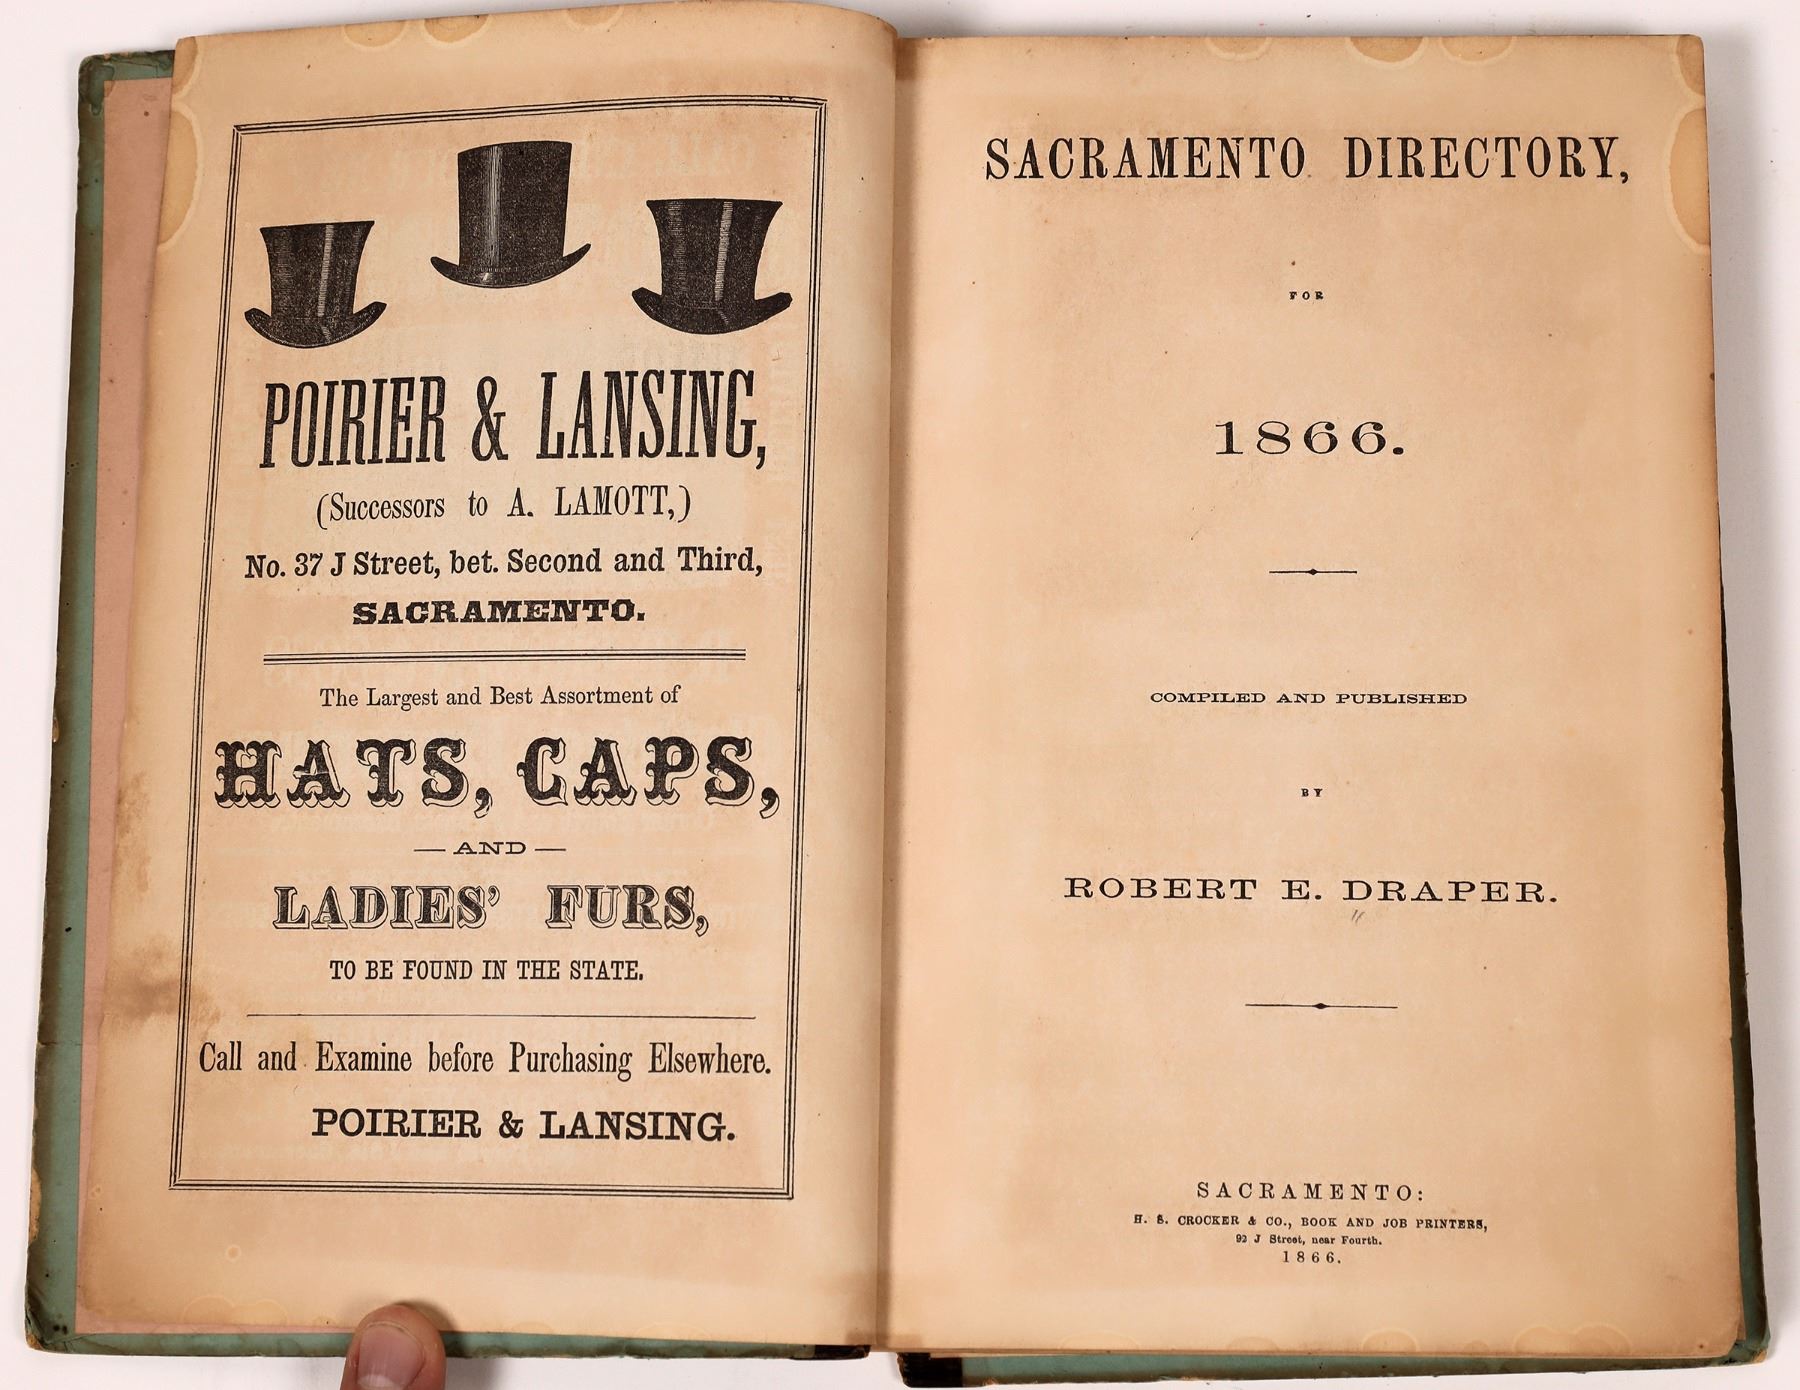 POIRIER & LANSING,
(Successors to A. LAMOTT,)
No. 37 J Street, bet. Second and Third,
SACRAMENTO.
The Largest and Best Assortment of
HATS, CAPS,
— AND —
LADIES' FURS,
TO BE FOUND IN THE STATE.
Call and Examine before Purchasing Elsewhere.
POIRIER & LANSING.
SACRAMENTO DIRECTORY,
FOR
1866.
COMPILED AND PUBLISHED
BY
ROBERT E. DRAPER.
SACRAMENTO:
H. S. CROCKER & CO., BOOK AND JOB PRINTERS,
92 J Street, near Fourth.
1866.